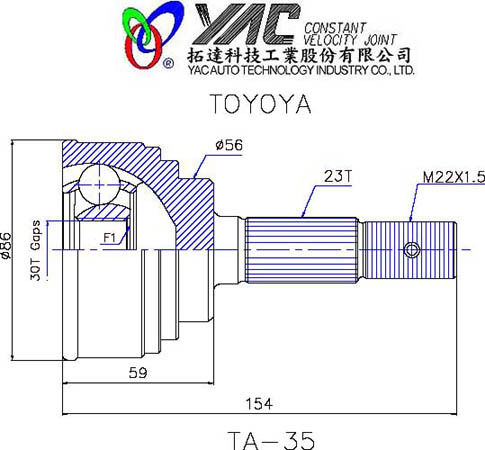 YAC
CONSTANT
VELOCITY JOINT
®
拓達科技工業股份有限公司
YAC AUTO TECHNOLOGY INDUSTRY CO., LTD.
TOYOYA
ø56
23T
M22X1.5
ø86
30T Gaps
F1
59
154
TA-35